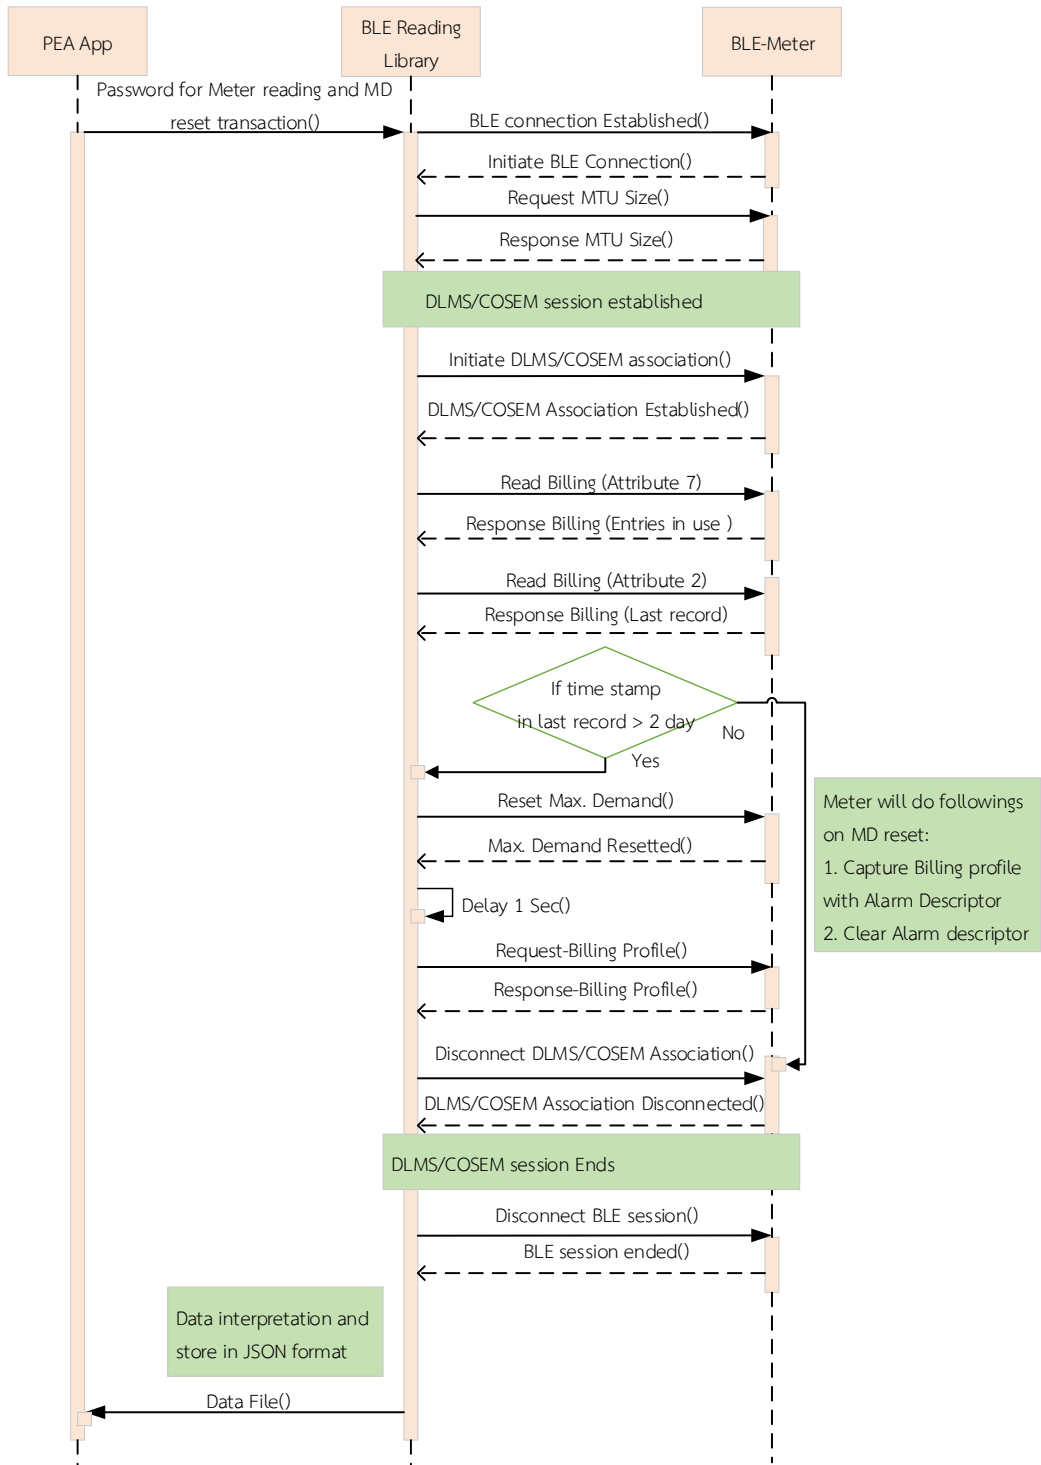 PEA App
BLE Reading
Library
BLE-Meter
Password for Meter reading and MD
reset transaction()
BLE connection Established()
Initiate BLE Connection()
Request MTU Size()
Response MTU Size()
DLMS/COSEM session established
Initiate DLMS/COSEM association()
DLMS/COSEM Association Established()
Read Billing (Attribute 7)
Response Billing (Entries in use )
Read Billing (Attribute 2)
Response Billing (Last record)
If time stamp
in last record > 2 day
No
Yes
Reset Max. Demand()
Max. Demand Resetted()
Meter will do followings
on MD reset:
1. Capture Billing profile
with Alarm Descriptor
2. Clear Alarm descriptor
Delay 1 Sec()
Request-Billing Profile()
Response-Billing Profile()
Disconnect DLMS/COSEM Association()
DLMS/COSEM Association Disconnected()
DLMS/COSEM session Ends
Disconnect BLE session()
BLE session ended()
Data interpretation and
store in JSON format
Data File()